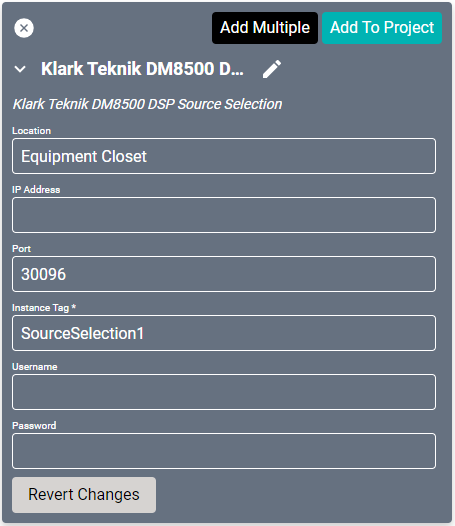 Add Multiple
Add To Project
Klark Teknik DM8500 D...
Klark Teknik DM8500 DSP Source Selection
Location
Equipment Closet
IP Address
Port
30096
Instance Tag *
SourceSelection1
Username
Password
Revert Changes